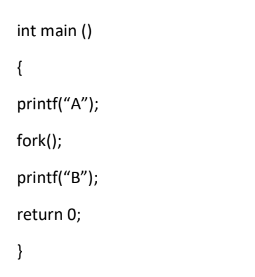 int main ()
{
printf(“A”);
fork();
printf(“B”);
return 0;
}